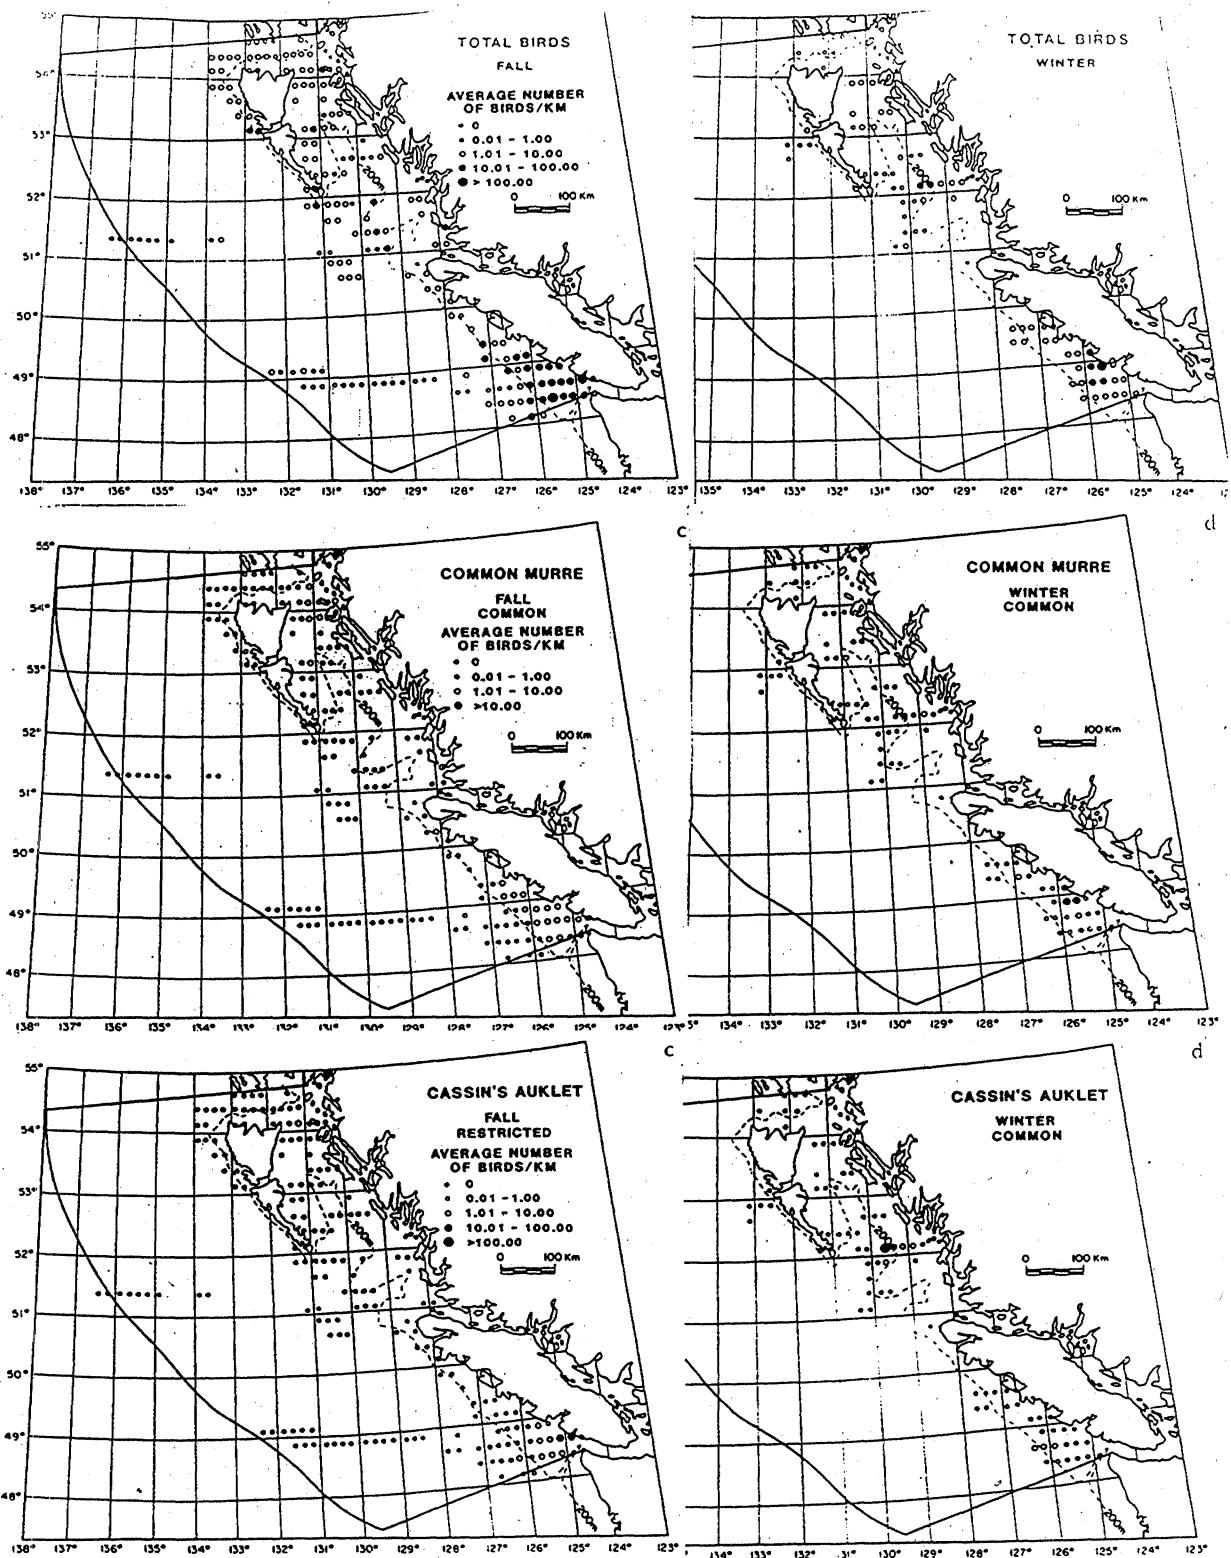 TOTAL BIRDS
FALL
AVERAGE NUMBER
OF BIRDS/KM
0
0.01 - 1.00
1.01 - 10.00
10.01 - 100.00
> 100.00
0 100 Km
200m
200m
55°
54°
53°
52°
51°
50°
49°
48°
138° 137° 136° 135° 134° 133° 132° 131° 130° 129° 128° 127° 126° 125° 124° 123°
TOTAL BIRDS
WINTER
0 100 Km
200m
135° 134° 133° 132° 131° 130° 129° 128° 127° 126° 125° 124°
c
COMMON MURRE
FALL
COMMON
AVERAGE NUMBER
OF BIRDS/KM
0
0.01 - 1.00
1.01 - 10.00
>10.00
0 100 Km
200m
200m
55°
54°
53°
52°
51°
50°
49°
48°
138° 137° 136° 135° 134° 133° 132° 131° 130° 129° 128° 127° 126° 125° 124°
d
COMMON MURRE
WINTER
COMMON
0 100 Km
200m
200m
5° 134° 133° 132° 131° 130° 129° 128° 127° 126° 125° 124° 123°
c
CASSIN'S AUKLET
FALL
RESTRICTED
AVERAGE NUMBER
OF BIRDS/KM
0
0.01 - 1.00
1.01 - 10.00
10.01 - 100.00
>100.00
0 100 Km
200m
200m
55°
54°
53°
52°
51°
50°
49°
48°
138° 137° 136° 135° 134° 133° 132° 131° 130° 129° 128° 127° 126° 125° 124° 123°
d
CASSIN'S AUKLET
WINTER
COMMON
0 100 Km
200m
134° 133° 132° 131° 130° 129° 128° 127° 126° 125° 124° 123°